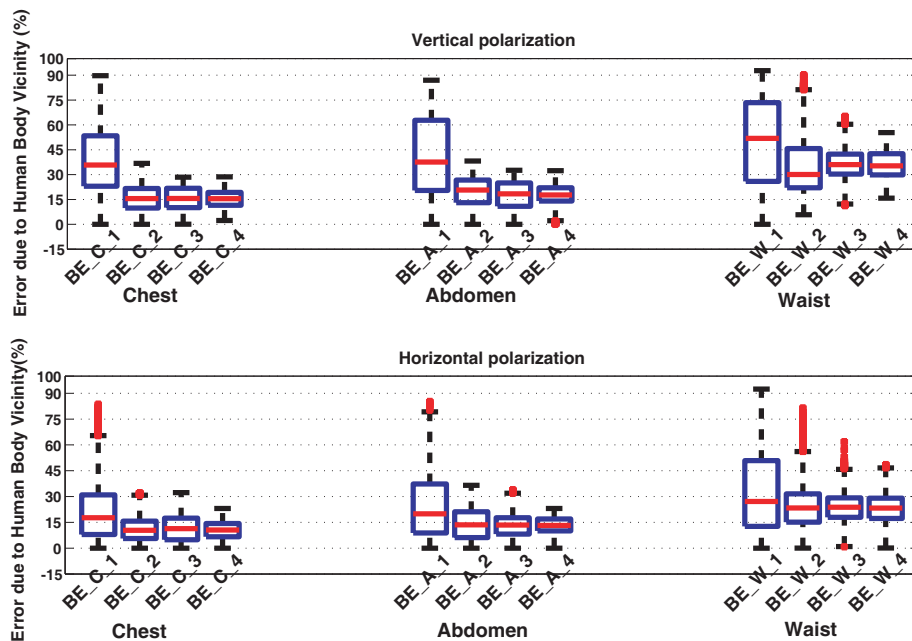 Vertical polarization
Error due to Human Body Vicinity (%)
100
90
75
60
45
30
15
0
-15
BE_C_1
BE_C_2
BE_C_3
BE_C_4
BE_A_1
BE_A_2
BE_A_3
BE_A_4
BE_W_1
BE_W_2
BE_W_3
BE_W_4
Chest
Abdomen
Waist
Horizontal polarization
Error due to Human Body Vicinity(%)
100
90
75
60
45
30
15
0
-15
BE_C_1
BE_C_2
BE_C_3
BE_C_4
BE_A_1
BE_A_2
BE_A_3
BE_A_4
BE_W_1
BE_W_2
BE_W_3
BE_W_4
Chest
Abdomen
Waist